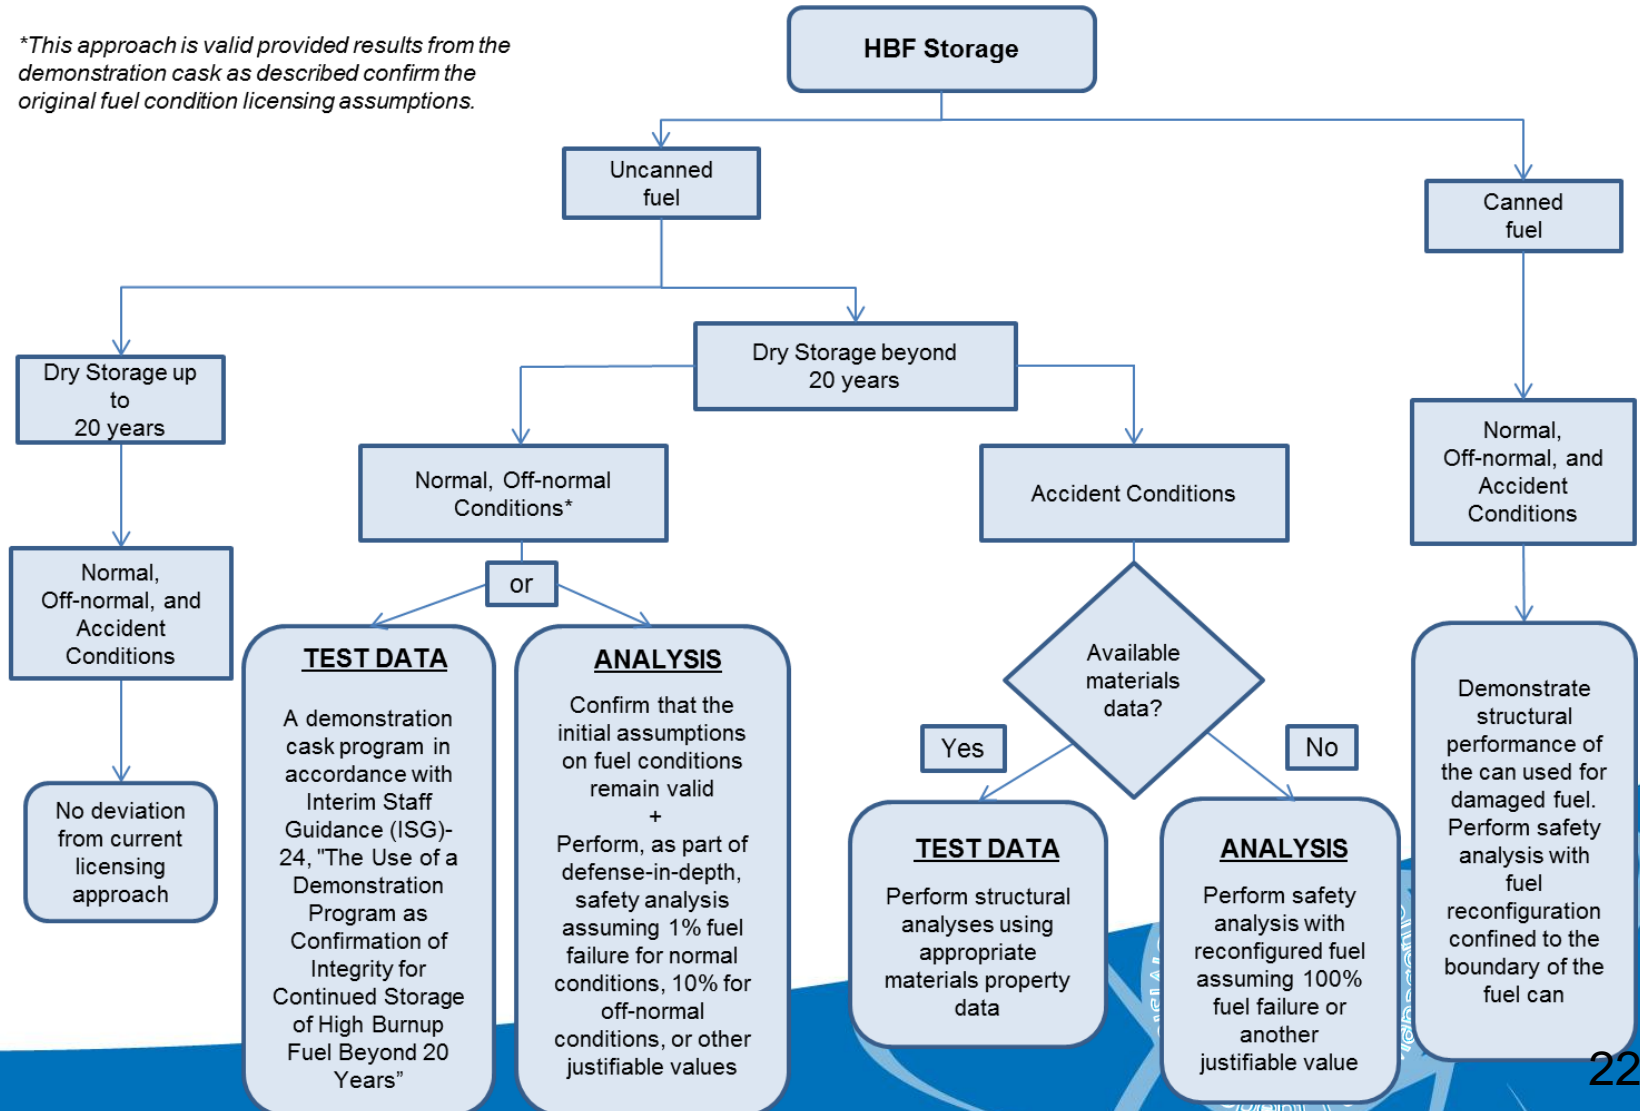 *This approach is valid provided results from the
demonstration cask as described confirm the
original fuel condition licensing assumptions.
HBF Storage
Uncanned
fuel
Canned
fuel
Dry Storage up
to
20 years
Dry Storage beyond
20 years
Normal,
Off-normal, and
Accident
Conditions
Normal, Off-normal
Conditions*
Accident Conditions
Normal,
Off-normal, and
Accident
Conditions
or
No deviation
from current
licensing
approach
TEST DATA
A demonstration
cask program in
accordance with
Interim Staff
Guidance (ISG)-
24, "The Use of a
Demonstration
Program as
Confirmation of
Integrity for
Continued Storage
of High Burnup
Fuel Beyond 20
Years”
ANALYSIS
Confirm that the
initial assumptions
on fuel conditions
remain valid
+
Perform, as part of
defense-in-depth,
safety analysis
assuming 1% fuel
failure for normal
conditions, 10% for
off-normal
conditions, or other
justifiable values
Available
materials
data?
Yes
No
TEST DATA
Perform structural
analyses using
appropriate
materials property
data
ANALYSIS
Perform safety
analysis with
reconfigured fuel
assuming 100%
fuel failure or
another
justifiable value
Demonstrate
structural
performance of
the can used for
damaged fuel.
Perform safety
analysis with
fuel
reconfiguration
confined to the
boundary of the
fuel can
22